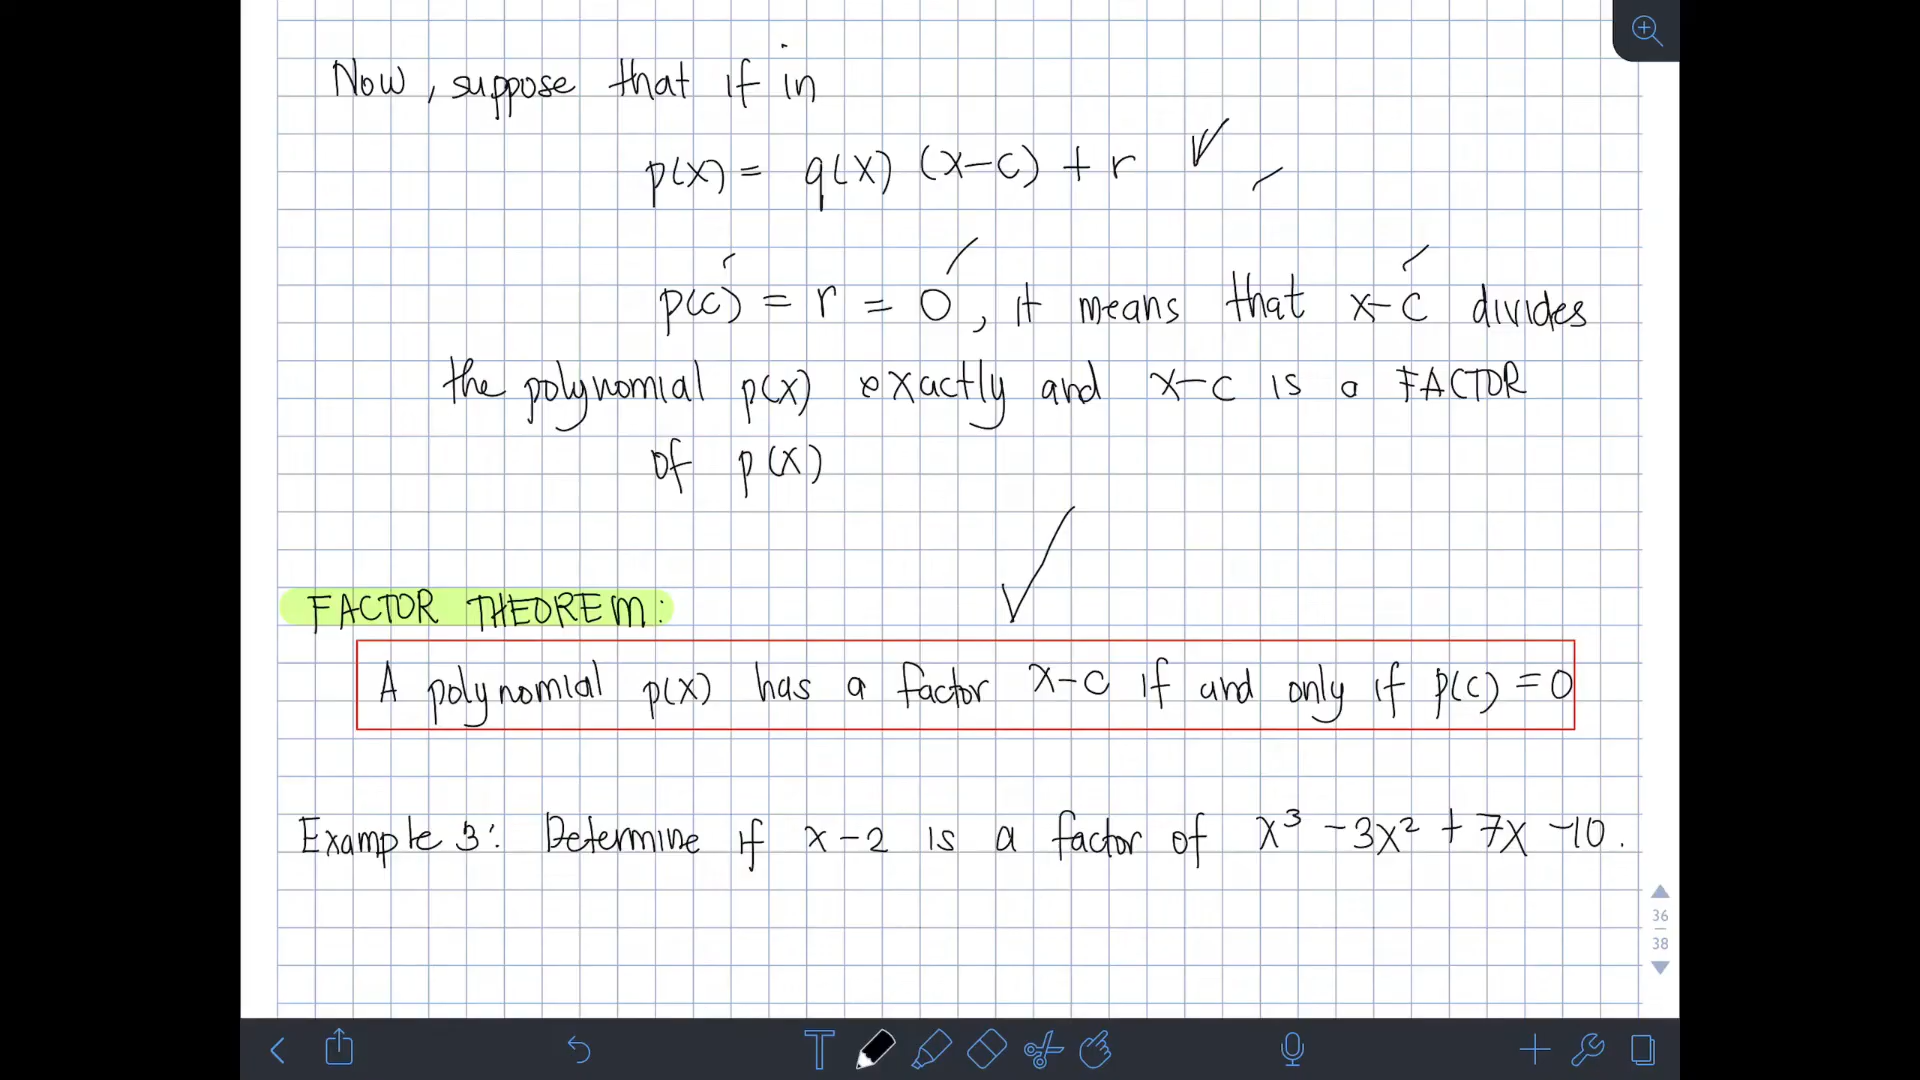 Now, suppose that if in
p(x) = q(x) (x-c) + r
p(c) = r = 0, it means that x-c divides
the polynomial p(x) exactly and x-c is a FACTOR
of p(x)
FACTOR THEOREM:
A polynomial p(x) has a factor x-c if and only if p(c) = 0
Example 3: Determine if x-2 is a factor of x³ -3x² + 7x -10.
36
38
T